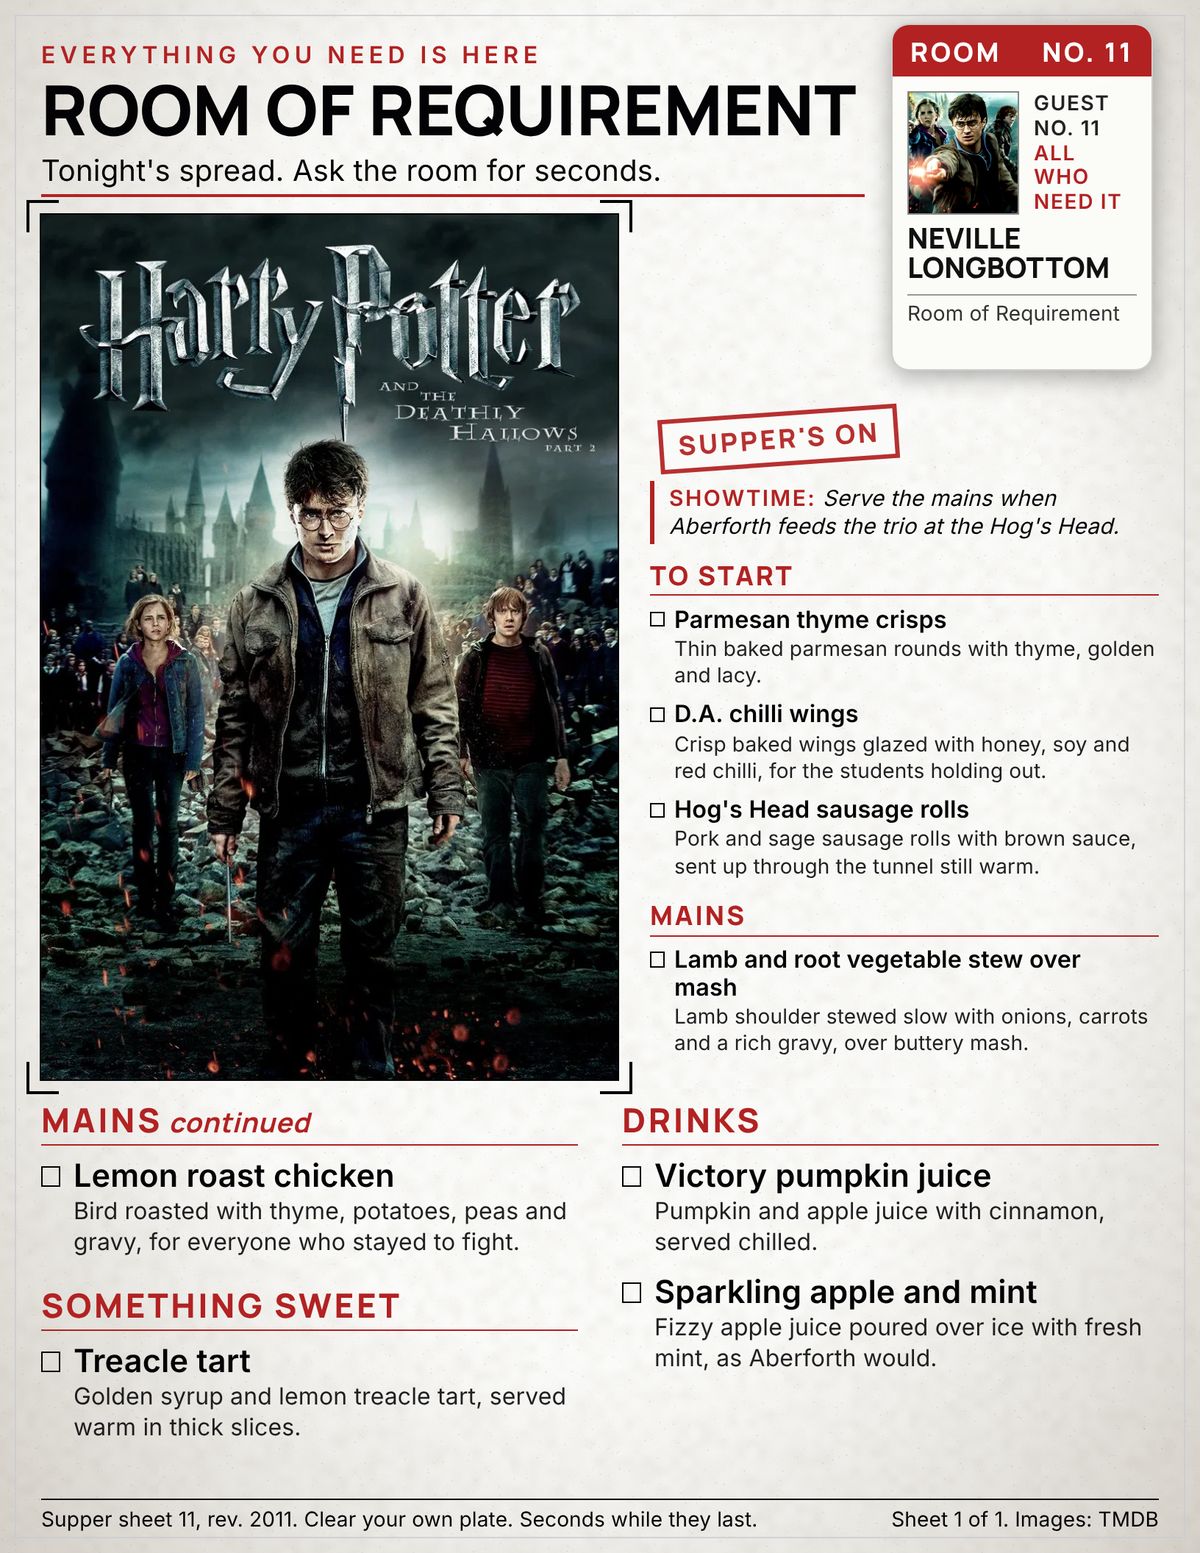 EVERYTHING YOU NEED IS HERE
ROOM OF REQUIREMENT
Tonight's spread. Ask the room for seconds.
ROOM NO. 11
GUEST
NO. 11
ALL
WHO
NEED IT
NEVILLE
LONGBOTTOM
Room of Requirement
Harry Potter
AND
THE
DEATHLY
HALLOWS
PART 2
SUPPER'S ON
SHOWTIME: Serve the mains when
Aberforth feeds the trio at the Hog's Head.
TO START
Parmesan thyme crisps
Thin baked parmesan rounds with thyme, golden
and lacy.
D.A. chilli wings
Crisp baked wings glazed with honey, soy and
red chilli, for the students holding out.
Hog's Head sausage rolls
Pork and sage sausage rolls with brown sauce,
sent up through the tunnel still warm.
MAINS
Lamb and root vegetable stew over
mash
Lamb shoulder stewed slow with onions, carrots
and a rich gravy, over buttery mash.
MAINS continued
Lemon roast chicken
Bird roasted with thyme, potatoes, peas and
gravy, for everyone who stayed to fight.
SOMETHING SWEET
Treacle tart
Golden syrup and lemon treacle tart, served
warm in thick slices.
DRINKS
Victory pumpkin juice
Pumpkin and apple juice with cinnamon,
served chilled.
Sparkling apple and mint
Fizzy apple juice poured over ice with fresh
mint, as Aberforth would.
Supper sheet 11, rev. 2011. Clear your own plate. Seconds while they last.
Sheet 1 of 1. Images: TMDB